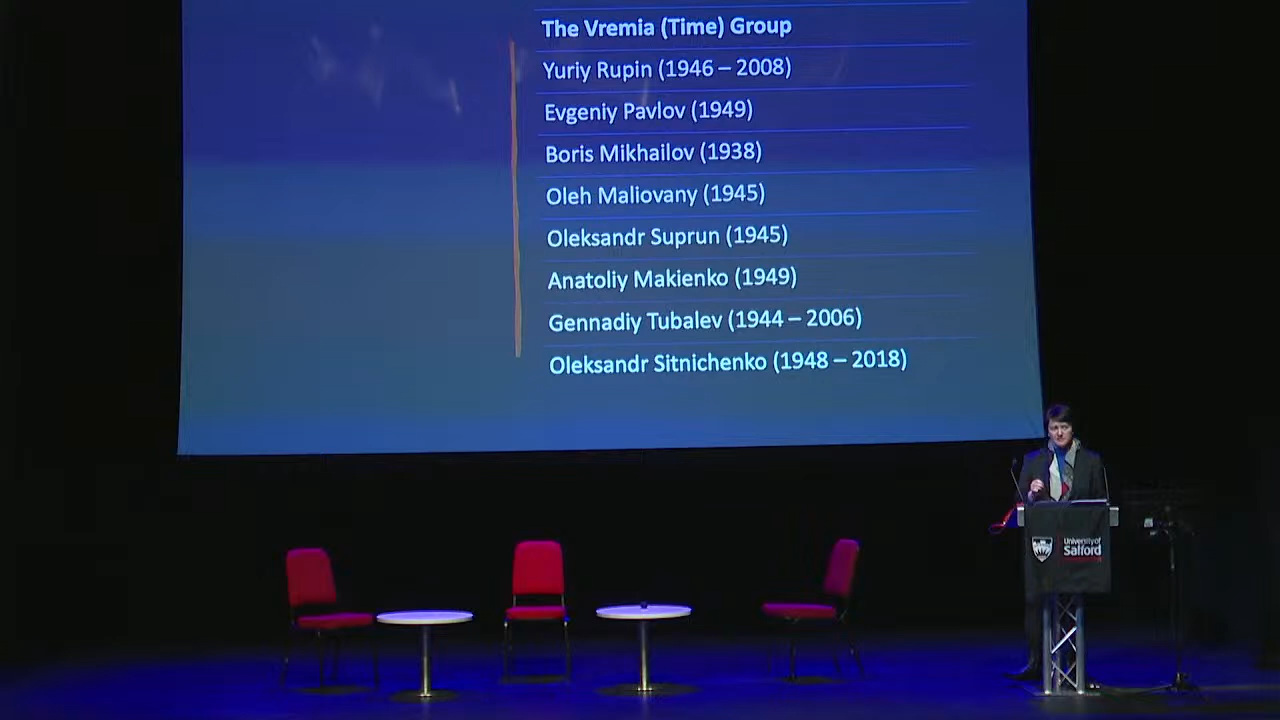 The Vremia (Time) Group
Yuriy Rupin (1946 – 2008)
Evgeniy Pavlov (1949)
Boris Mikhailov (1938)
Oleh Maliovany (1945)
Oleksandr Suprun (1945)
Anatoliy Makienko (1949)
Gennadiy Tubalev (1944 – 2006)
Oleksandr Sitnichenko (1948 – 2018)
University of
Salford